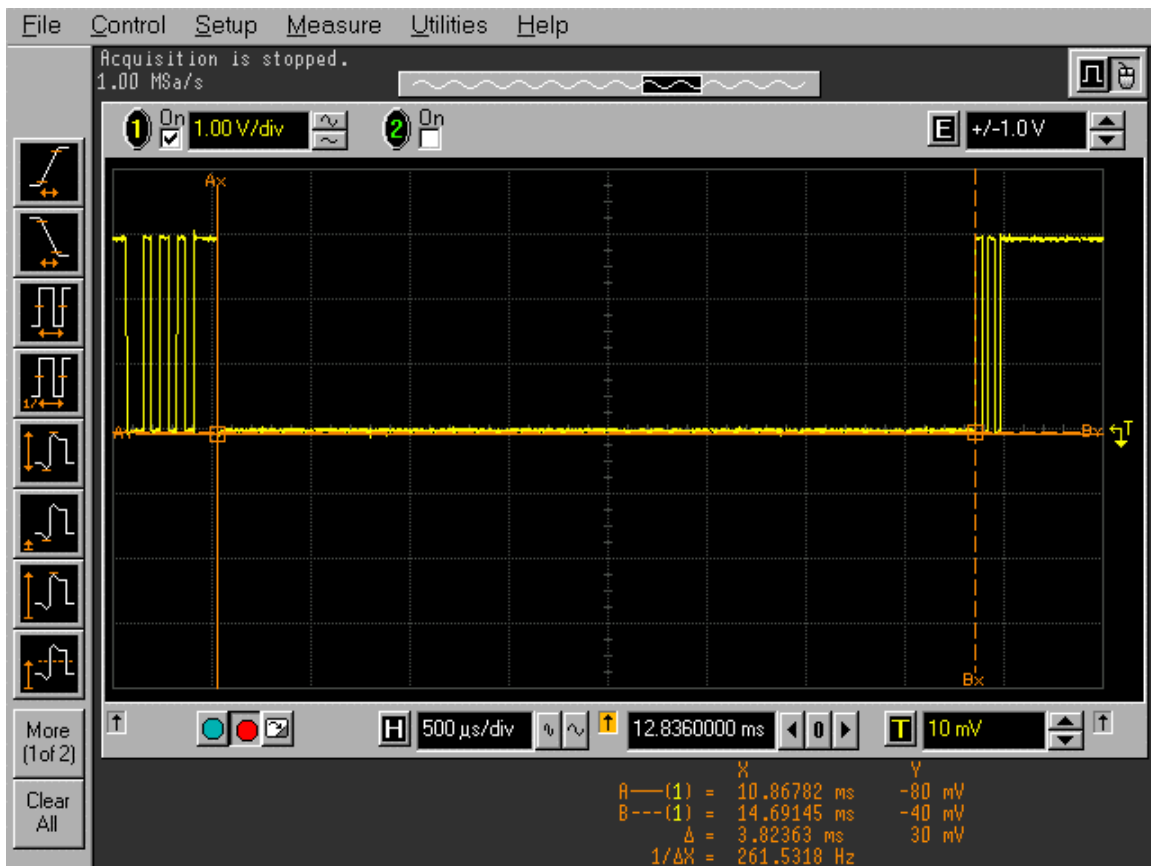 File Control Setup Measure Utilities Help
Acquisition is stopped.
1.00 MSa/s
1 On 1.00 V/div 2 On E +/-1.0 V
Ax
A Bx T
Bx
1/
More
(1of 2)
Clear
All
H 500 µs/div 12.8360000 ms 0 T 10 mV
X Y
A——(1) = 10.86782 ms -80 mV
B---(1) = 14.69145 ms -40 mV
Δ = 3.82363 ms 30 mV
1/ΔX = 261.5318 Hz